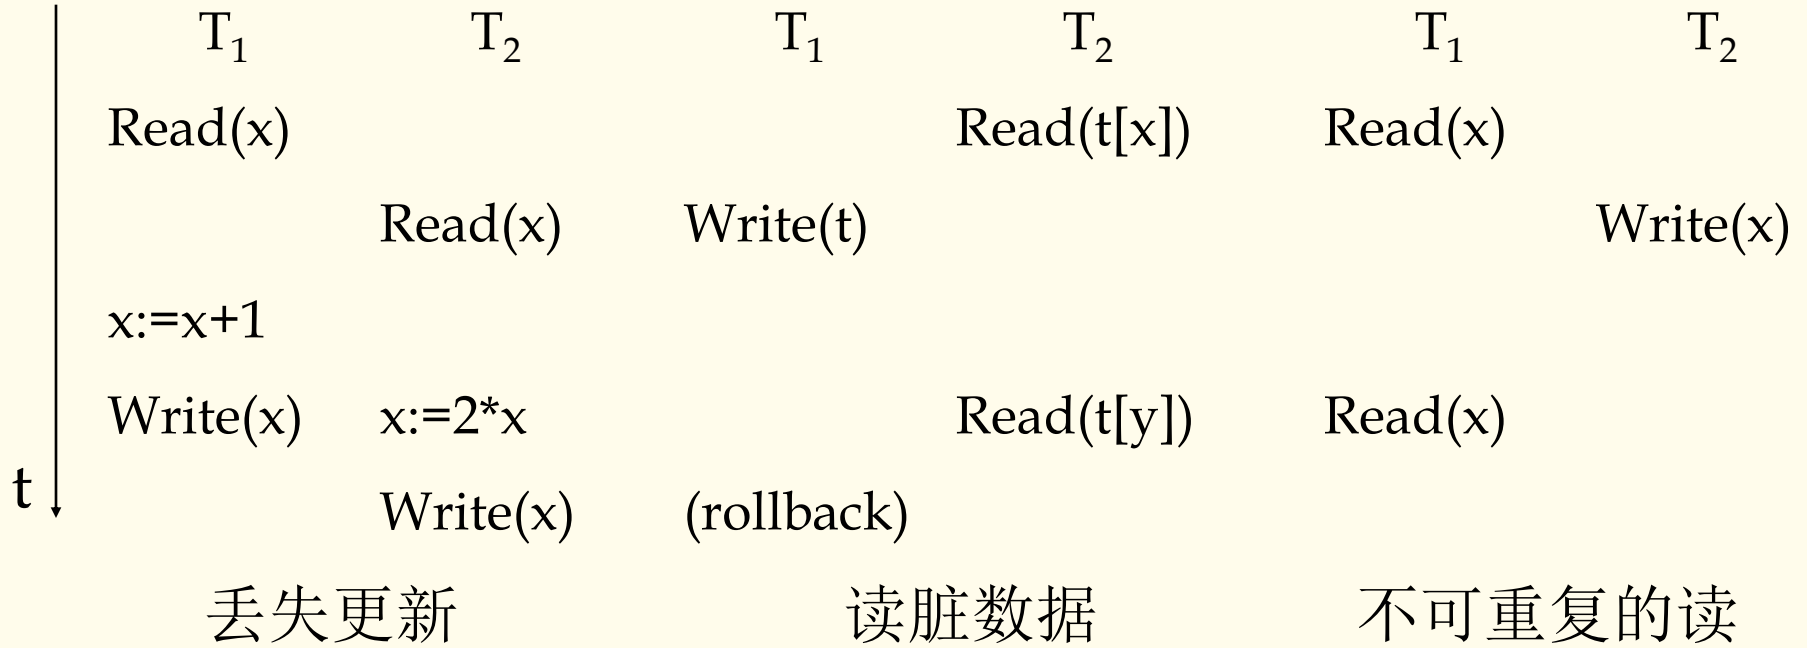 T₁ T₂ T₁ T₂ T₁ T₂
Read(x) Read(t[x]) Read(x)
Read(x) Write(t) Write(x)
x:=x+1
Write(x) x:=2*x Read(t[y]) Read(x)
t
Write(x) (rollback)
丢失更新 读脏数据 不可重复的读